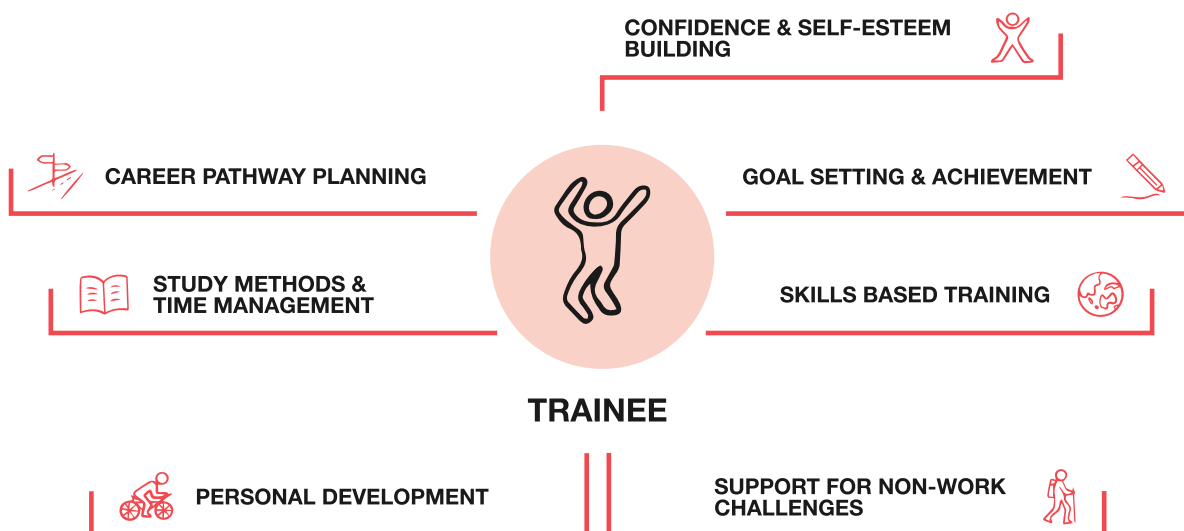 CONFIDENCE & SELF-ESTEEM
BUILDING
CAREER PATHWAY PLANNING
GOAL SETTING & ACHIEVEMENT
STUDY METHODS &
TIME MANAGEMENT
SKILLS BASED TRAINING
TRAINEE
PERSONAL DEVELOPMENT
SUPPORT FOR NON-WORK
CHALLENGES